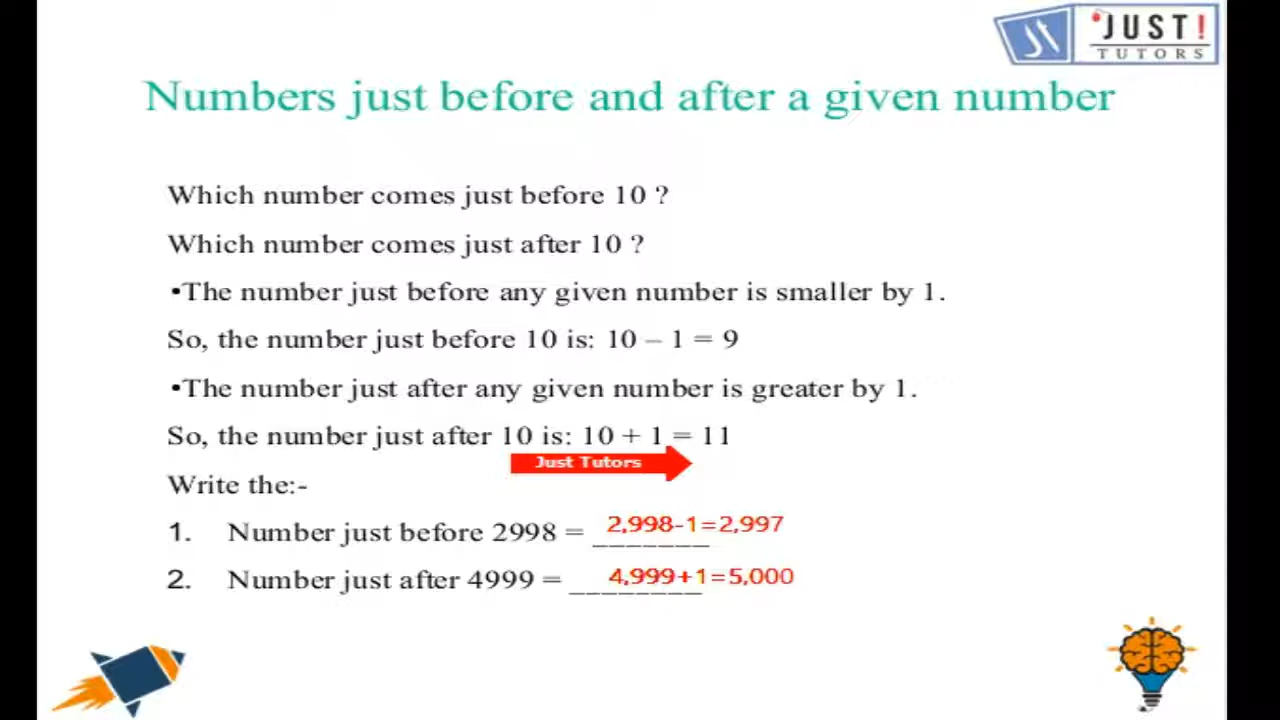 Jt JUST!
TUTORS
Numbers just before and after a given number
Which number comes just before 10 ?
Which number comes just after 10 ?
•The number just before any given number is smaller by 1.
So, the number just before 10 is: 10 – 1 = 9
•The number just after any given number is greater by 1.
So, the number just after 10 is: 10 + 1 = 11
Just Tutors
Write the:-
1. Number just before 2998 = _______ 2,998-1=2,997
2. Number just after 4999 = ________ 4,999+1=5,000